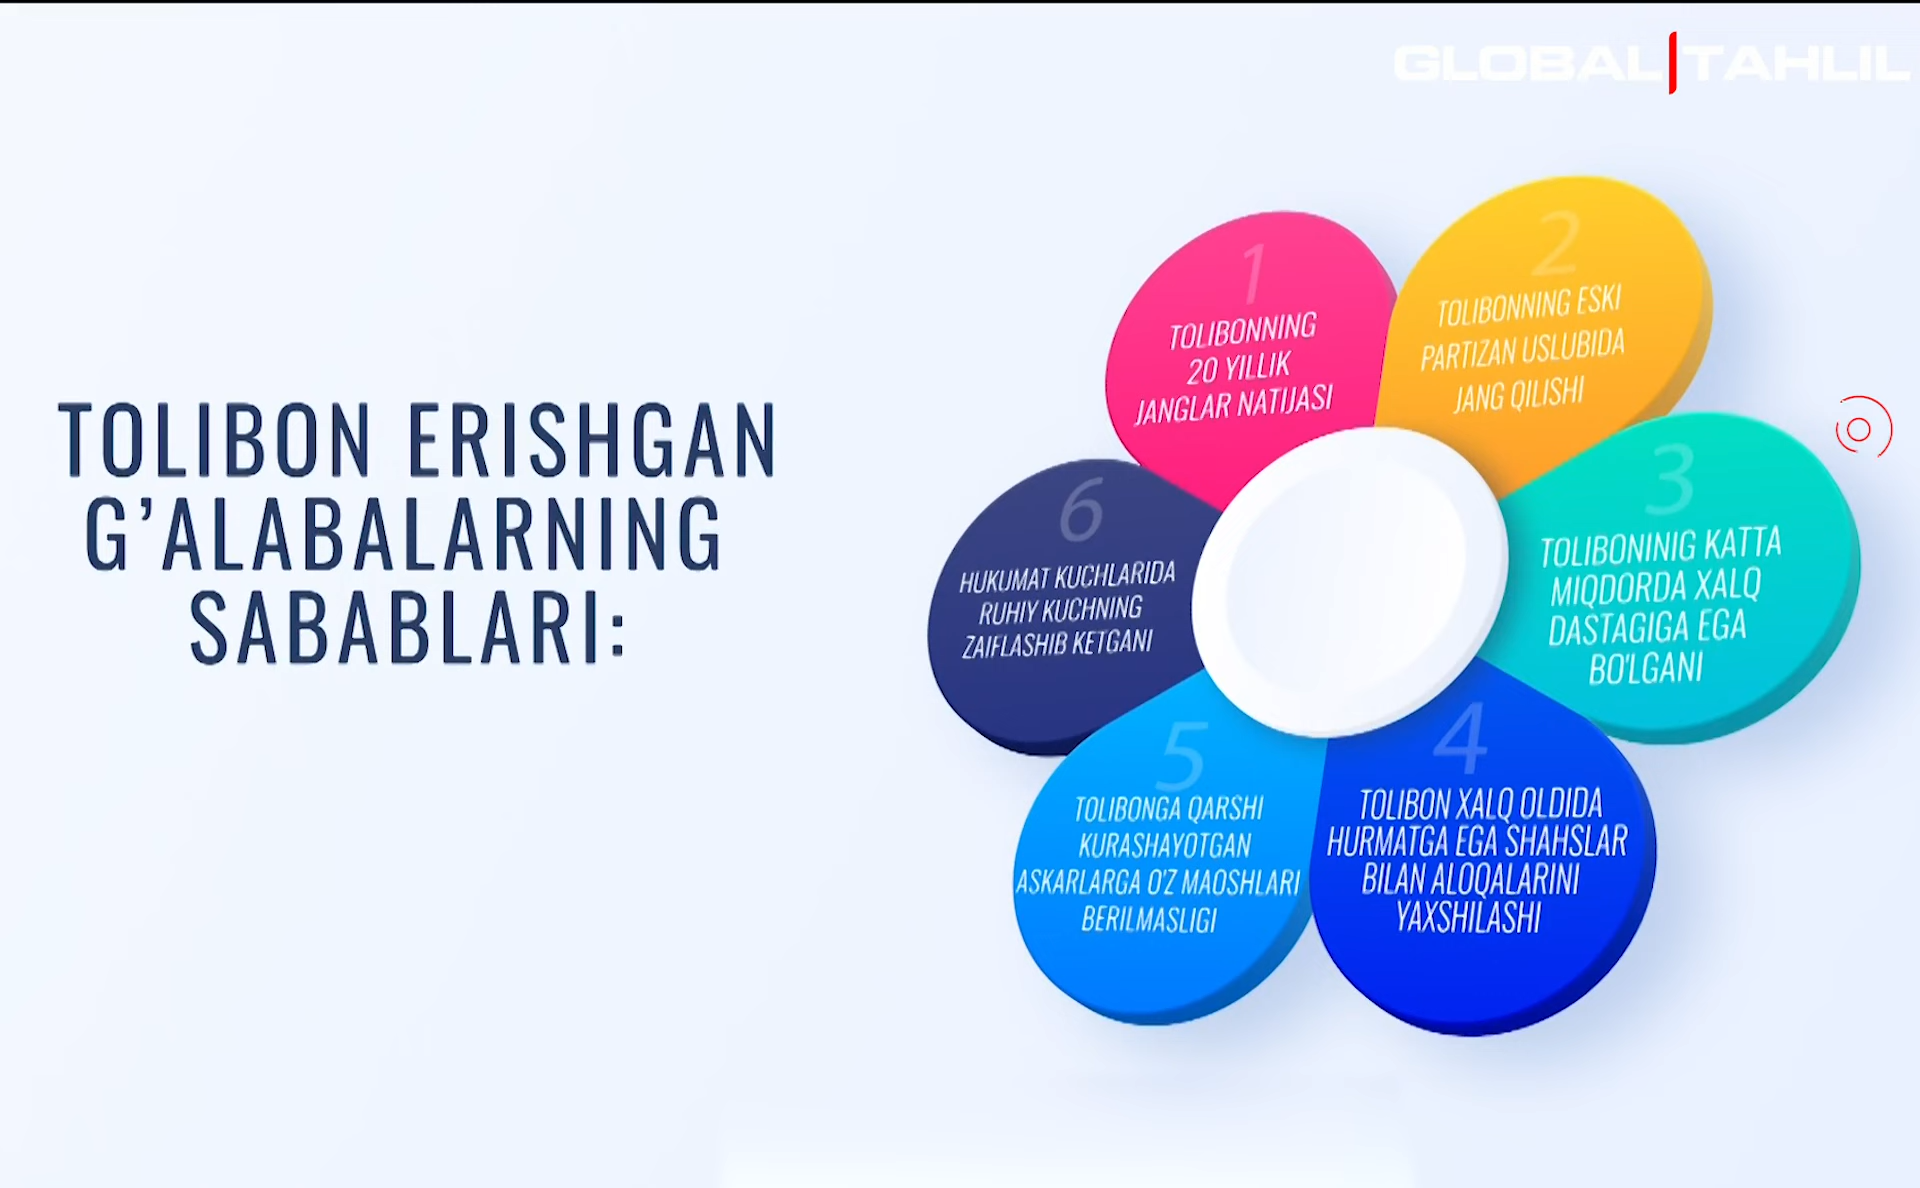 GLOBAL|TAHLIL
TOLIBON ERISHGAN
G’ALABALARNING
SABABLARI:
1
TOLIBONNING
20 YILLIK
JANGLAR NATIJASI
2
TOLIBONNING ESKI
PARTIZAN USLUBIDA
JANG QILISHI
3
TOLIBONINIG KATTA
MIQDORDA XALQ
DASTAGIGA EGA
BO'LGANI
4
TOLIBON XALQ OLDIDA
HURMATGA EGA SHAHSLAR
BILAN ALOQALARINI
YAXSHILASHI
5
TOLIBONGA QARSHI
KURASHAYOTGAN
ASKARLARGA O'Z MAOSHLARI
BERILMASLIGI
6
HUKUMAT KUCHLARIDA
RUHIY KUCHNING
ZAIFLASHIB KETGANI